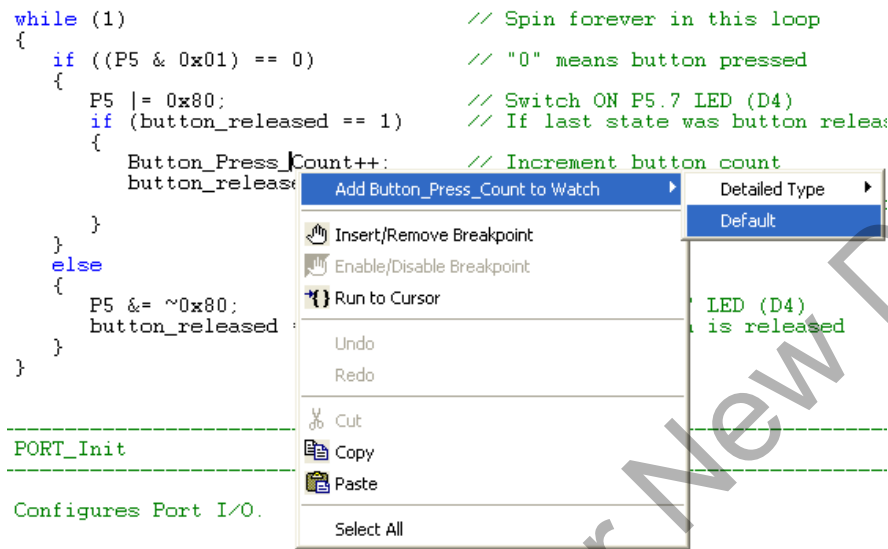 while (1) // Spin forever in this loop
{
if ((P5 & 0x01) == 0) // "0" means button pressed
{
P5 |= 0x80; // Switch ON P5.7 LED (D4)
if (button_released == 1) // If last state was button releas
{
Button_Press_Count++; // Increment button count
button_release
}
}
else
{
P5 &= ~0x80; LED (D4)
button_released is released
}
}
PORT_Init
Configures Port I/O.
Add Button_Press_Count to Watch
Insert/Remove Breakpoint
Enable/Disable Breakpoint
Run to Cursor
Undo
Redo
Cut
Copy
Paste
Select All
Detailed Type
Default
New